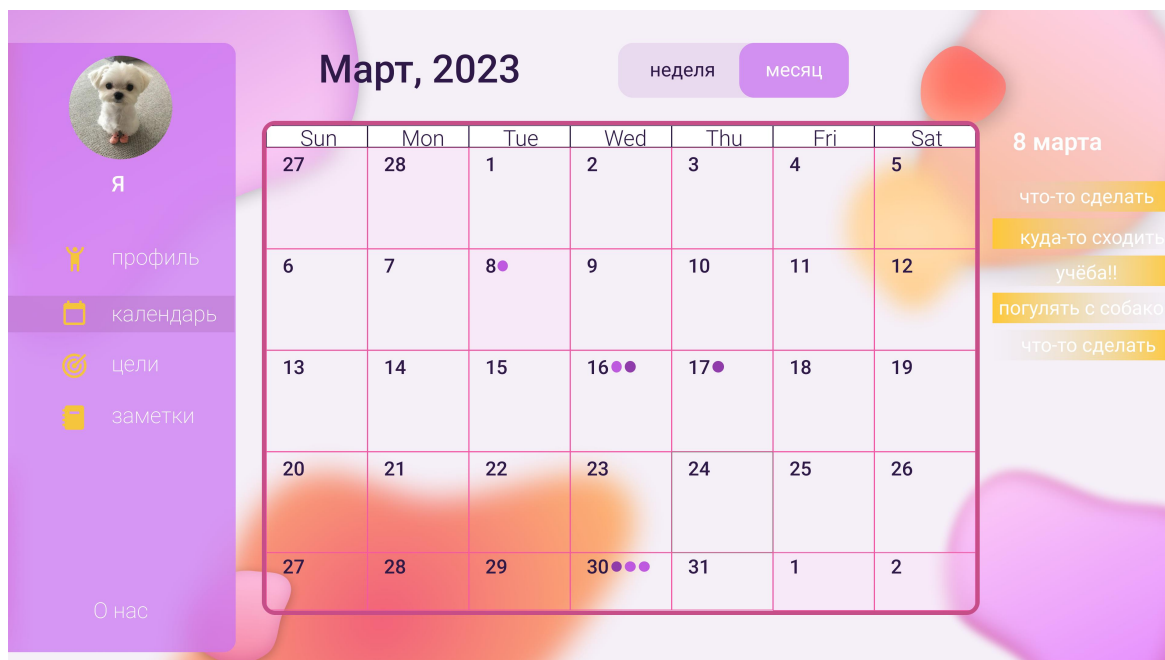 Я
профиль
календарь
цели
заметки
О нас
Март, 2023
неделя месяц
Sun Mon Tue Wed Thu Fri Sat
27 28 1 2 3 4 5
6 7 8 9 10 11 12
13 14 15 16 17 18 19
20 21 22 23 24 25 26
27 28 29 30 31 1 2
8 марта
что-то сделать
куда-то сходить
учёба!!
погулять с собако
что-то сделать